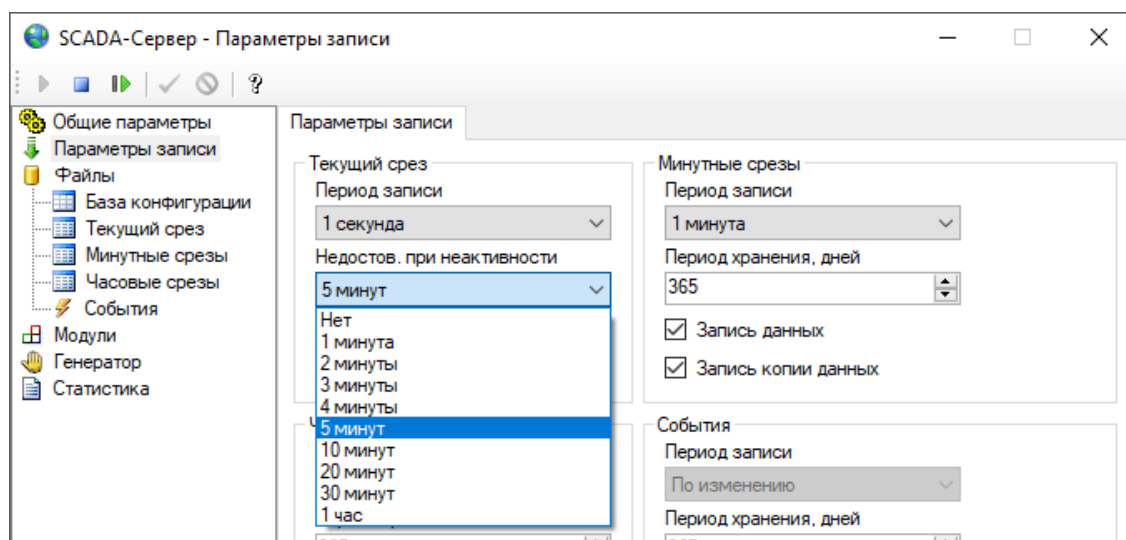 SCADA-Сервер - Параметры записи
Общие параметры
Параметры записи
Файлы
База конфигурации
Текущий срез
Минутные срезы
Часовые срезы
События
Модули
Генератор
Статистика
Параметры записи
Текущий срез
Период записи
1 секунда
Недостов. при неактивности
5 минут
Нет
1 минута
2 минуты
3 минуты
4 минуты
5 минут
10 минут
20 минут
30 минут
1 час
Минутные срезы
Период записи
1 минута
Период хранения, дней
365
Запись данных
Запись копии данных
События
Период записи
По изменению
Период хранения, дней